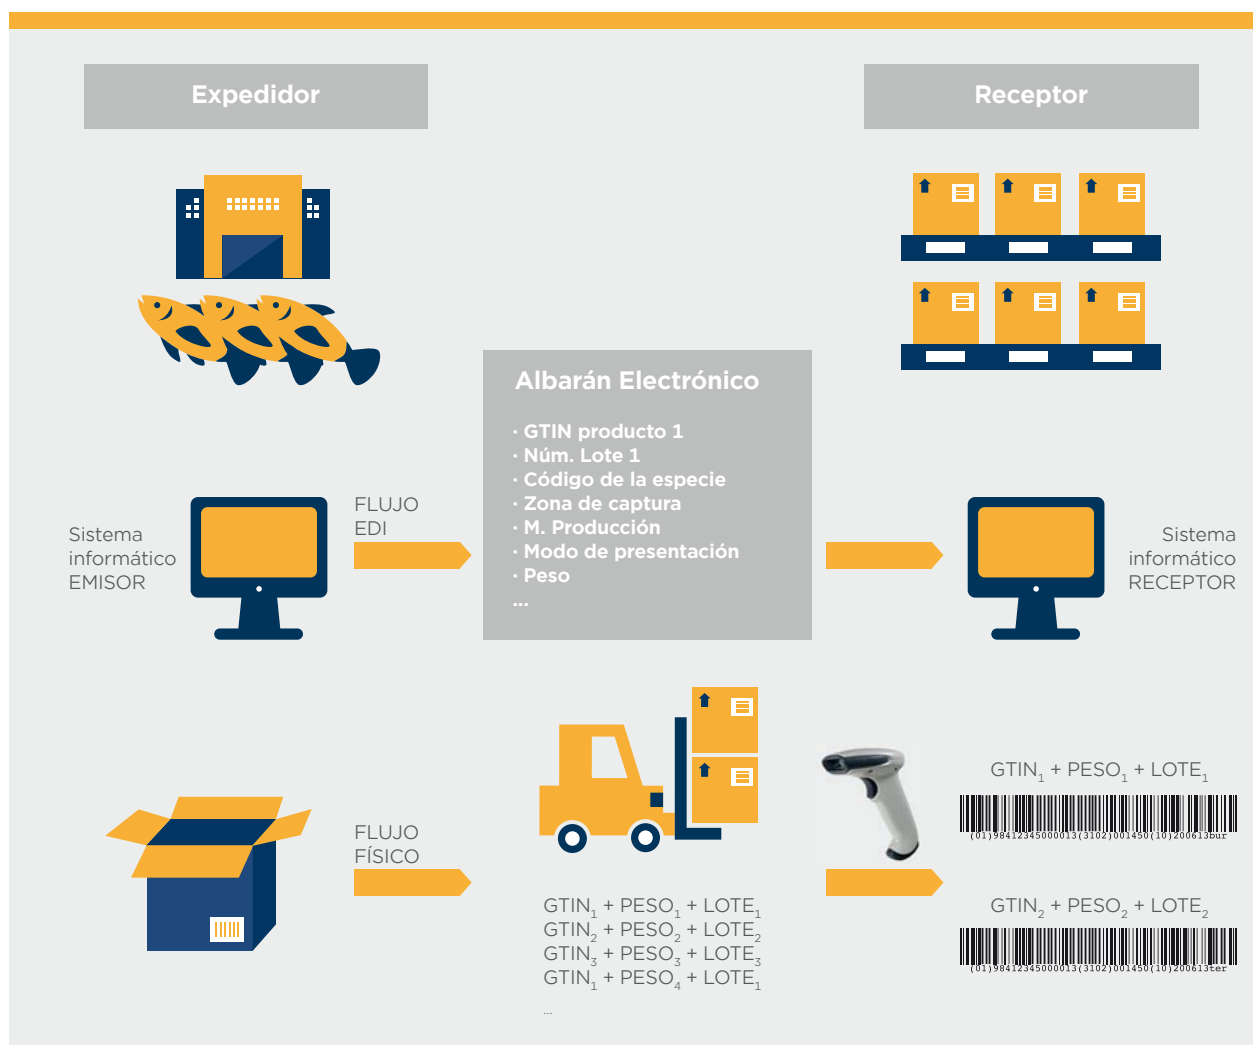 Expedidor
Receptor
Albarán Electrónico
· GTIN producto 1
· Núm. Lote 1
· Código de la especie
· Zona de captura
· M. Producción
· Modo de presentación
· Peso
...
Sistema
informático
EMISOR
FLUJO
EDI
Sistema
informático
RECEPTOR
FLUJO
FÍSICO
GTIN₁ + PESO₁ + LOTE₁
GTIN₂ + PESO₂ + LOTE₂
GTIN₃ + PESO₃ + LOTE₃
GTIN₁ + PESO₄ + LOTE₁
...
GTIN₁ + PESO₁ + LOTE₁
(01)98412345000013(3102)001450(10)200613bur
GTIN₂ + PESO₂ + LOTE₂
(01)98412345000013(3102)001450(10)200613ter